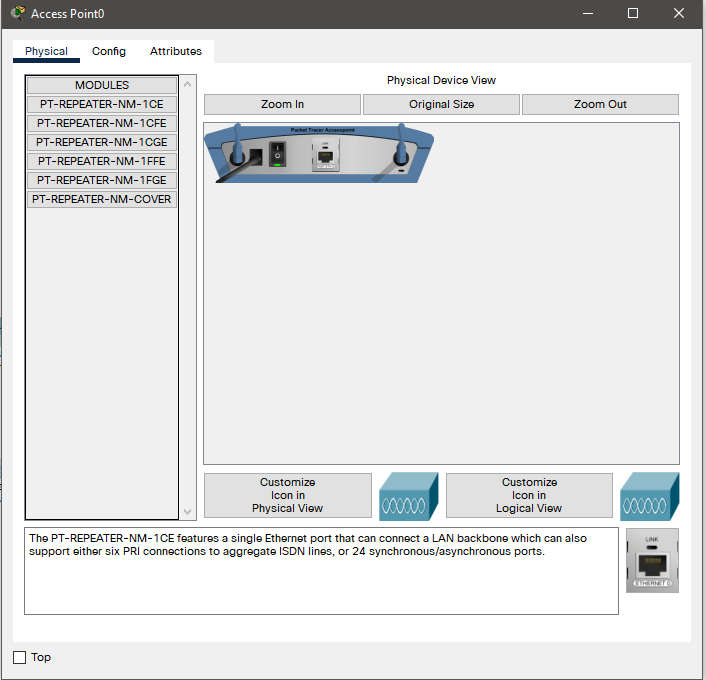 Access Point0
Physical Config Attributes
MODULES
PT-REPEATER-NM-1CE
PT-REPEATER-NM-1CFE
PT-REPEATER-NM-1CGE
PT-REPEATER-NM-1FFE
PT-REPEATER-NM-1FGE
PT-REPEATER-NM-COVER
Physical Device View
Zoom In Original Size Zoom Out
Packet Tracer Accesspoint
Customize
Icon in
Physical View
Customize
Icon in
Logical View
The PT-REPEATER-NM-1CE features a single Ethernet port that can connect a LAN backbone which can also
support either six PRI connections to aggregate ISDN lines, or 24 synchronous/asynchronous ports.
LINK
ETHERNET 0
Top